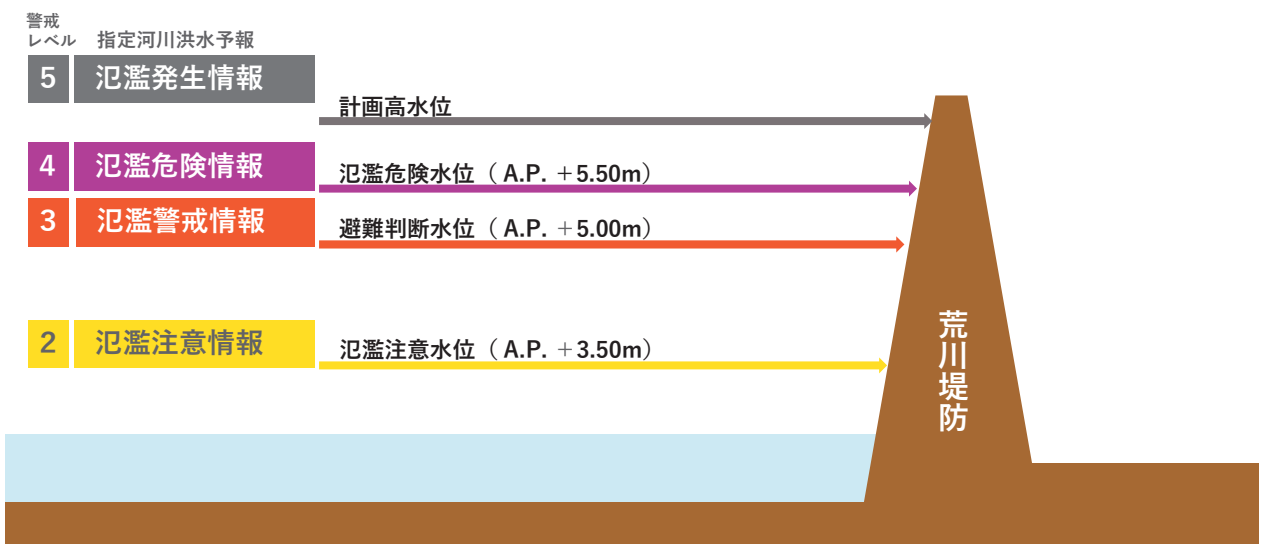 警戒
レベル
指定河川洪水予報
5 氾濫発生情報
計画高水位
4 氾濫危険情報
氾濫危険水位（A.P. ＋5.50m）
3 氾濫警戒情報
避難判断水位（A.P. ＋5.00m）
2 氾濫注意情報
氾濫注意水位（A.P. ＋3.50m）
荒川堤防